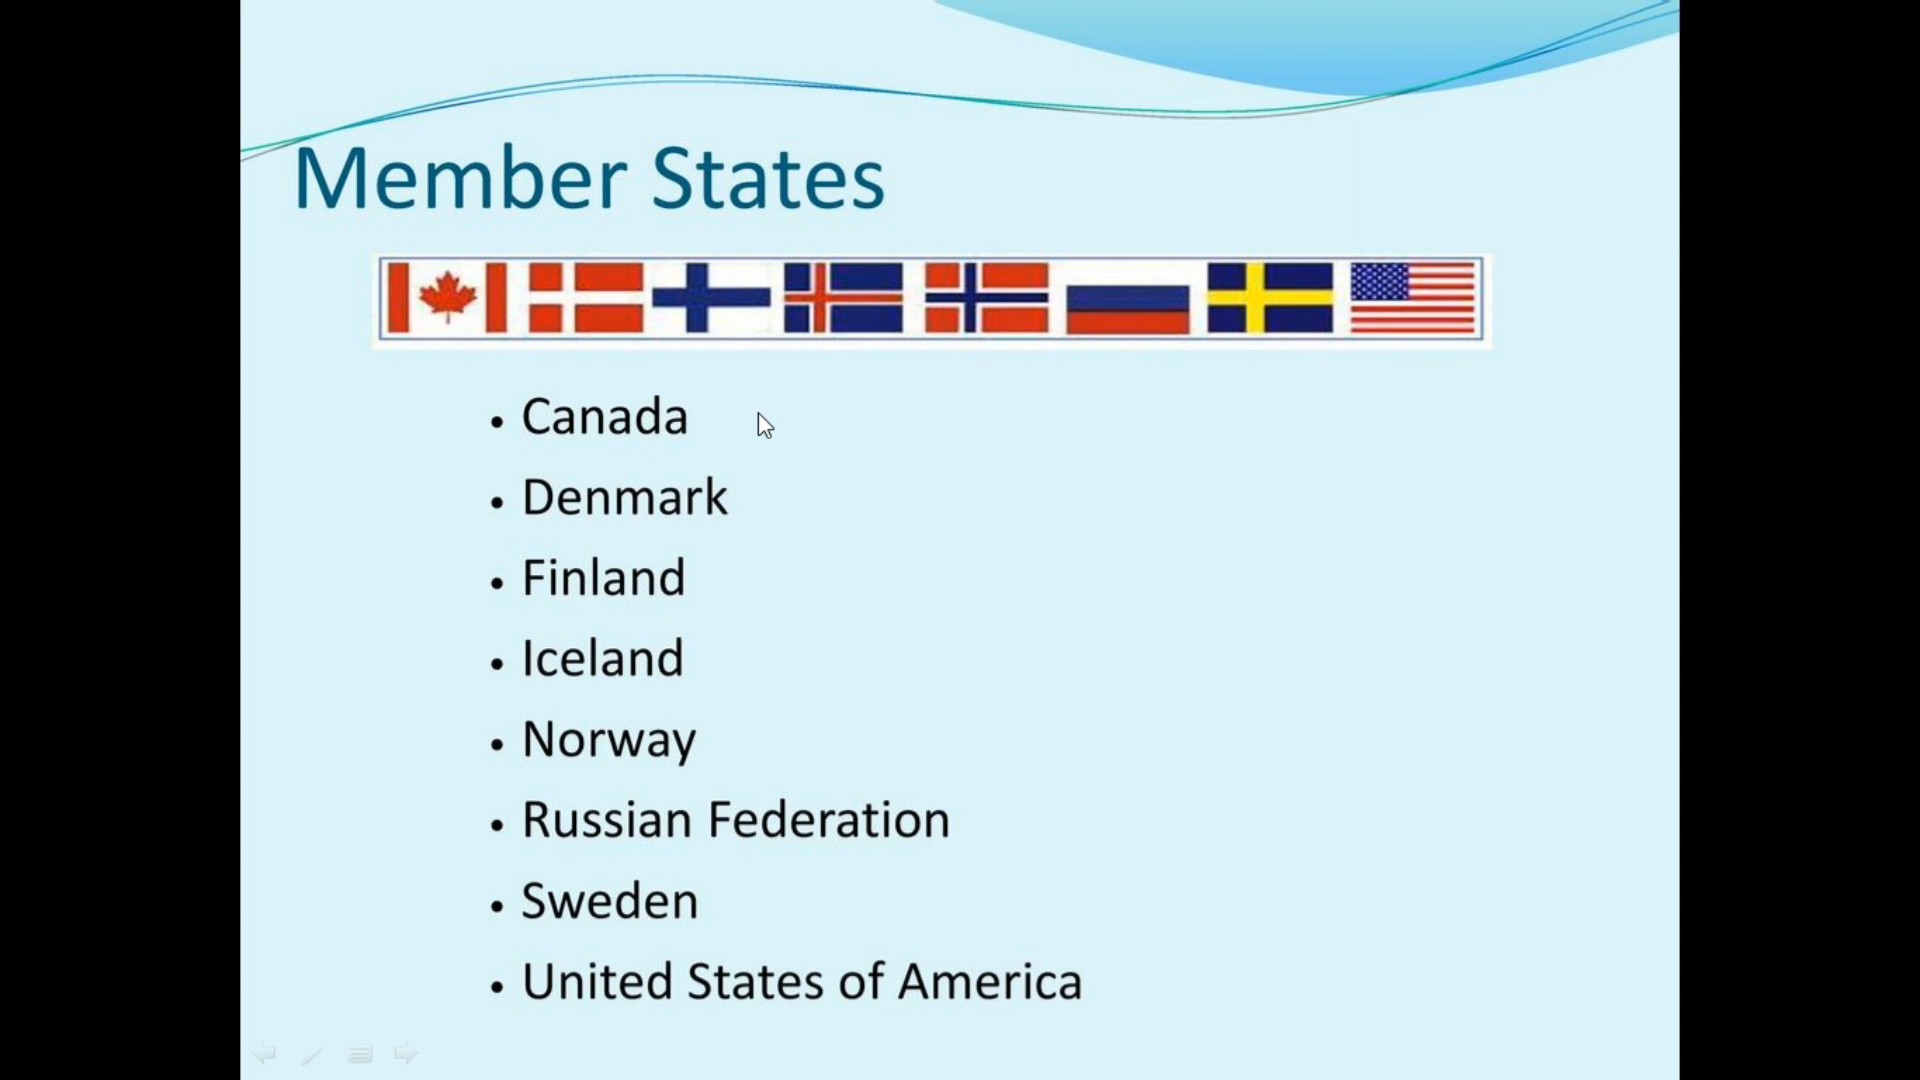 Member States
• Canada
• Denmark
• Finland
• Iceland
• Norway
• Russian Federation
• Sweden
• United States of America